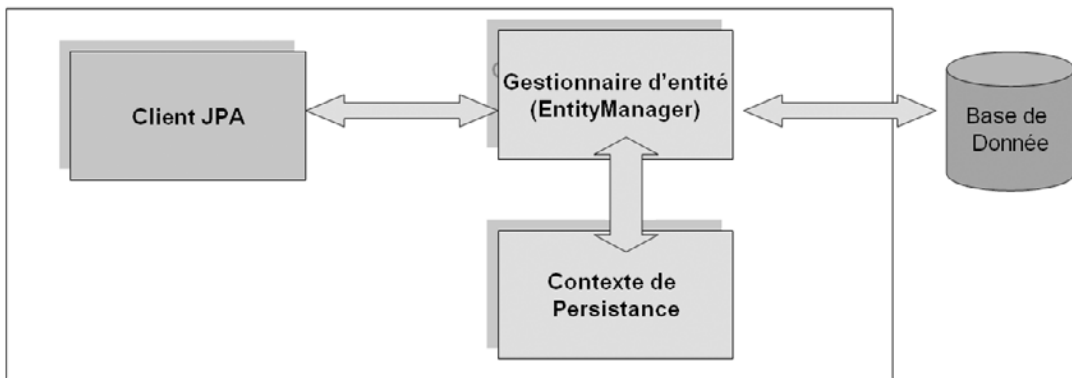 Client JPA
Gestionnaire d'entité
(EntityManager)
Base de
Donnée
Contexte de
Persistance